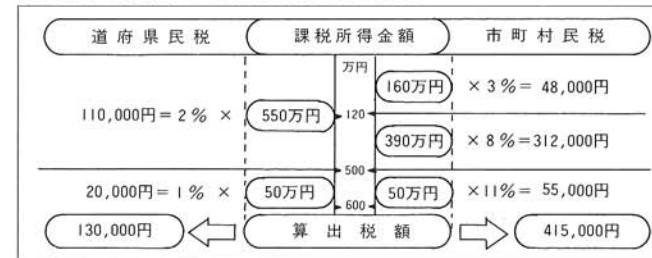 道府県民税 課税所得金額 市町村民税
万円
160万円 ×3%=48,000円
110,000円=2%× 550万円 120
390万円 ×8%=312,000円
500
20,000円=1%× 50万円 50万円 ×11%=55,000円
600
130,000円 算出税額 415,000円